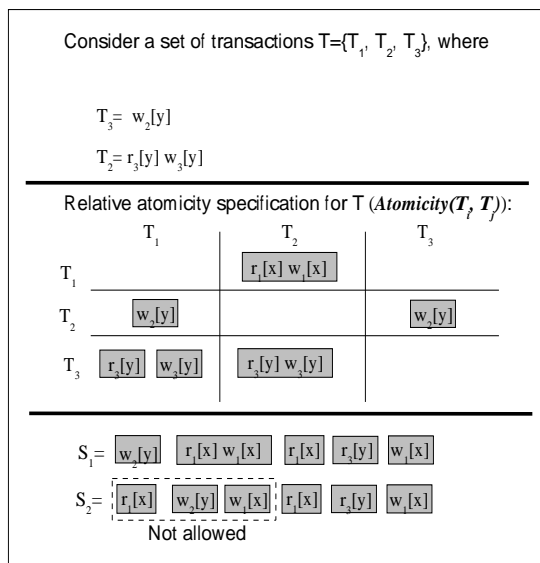 Consider a set of transactions T={T₁, T₂, T₃}, where
T₃= w₂[y]
T₂= r₃[y] w₃[y]
Relative atomicity specification for T (Atomicity(Tᵢ, Tⱼ)):
T₁ T₂ T₃
T₁ r₁[x] w₁[x]
T₂ w₂[y] w₂[y]
T₃ r₃[y] w₃[y] r₃[y] w₃[y]
S₁= w₂[y] r₁[x] w₁[x] r₁[x] r₃[y] w₁[x]
S₂= r₁[x] w₂[y] w₁[x] r₁[x] r₃[y] w₁[x]
Not allowed